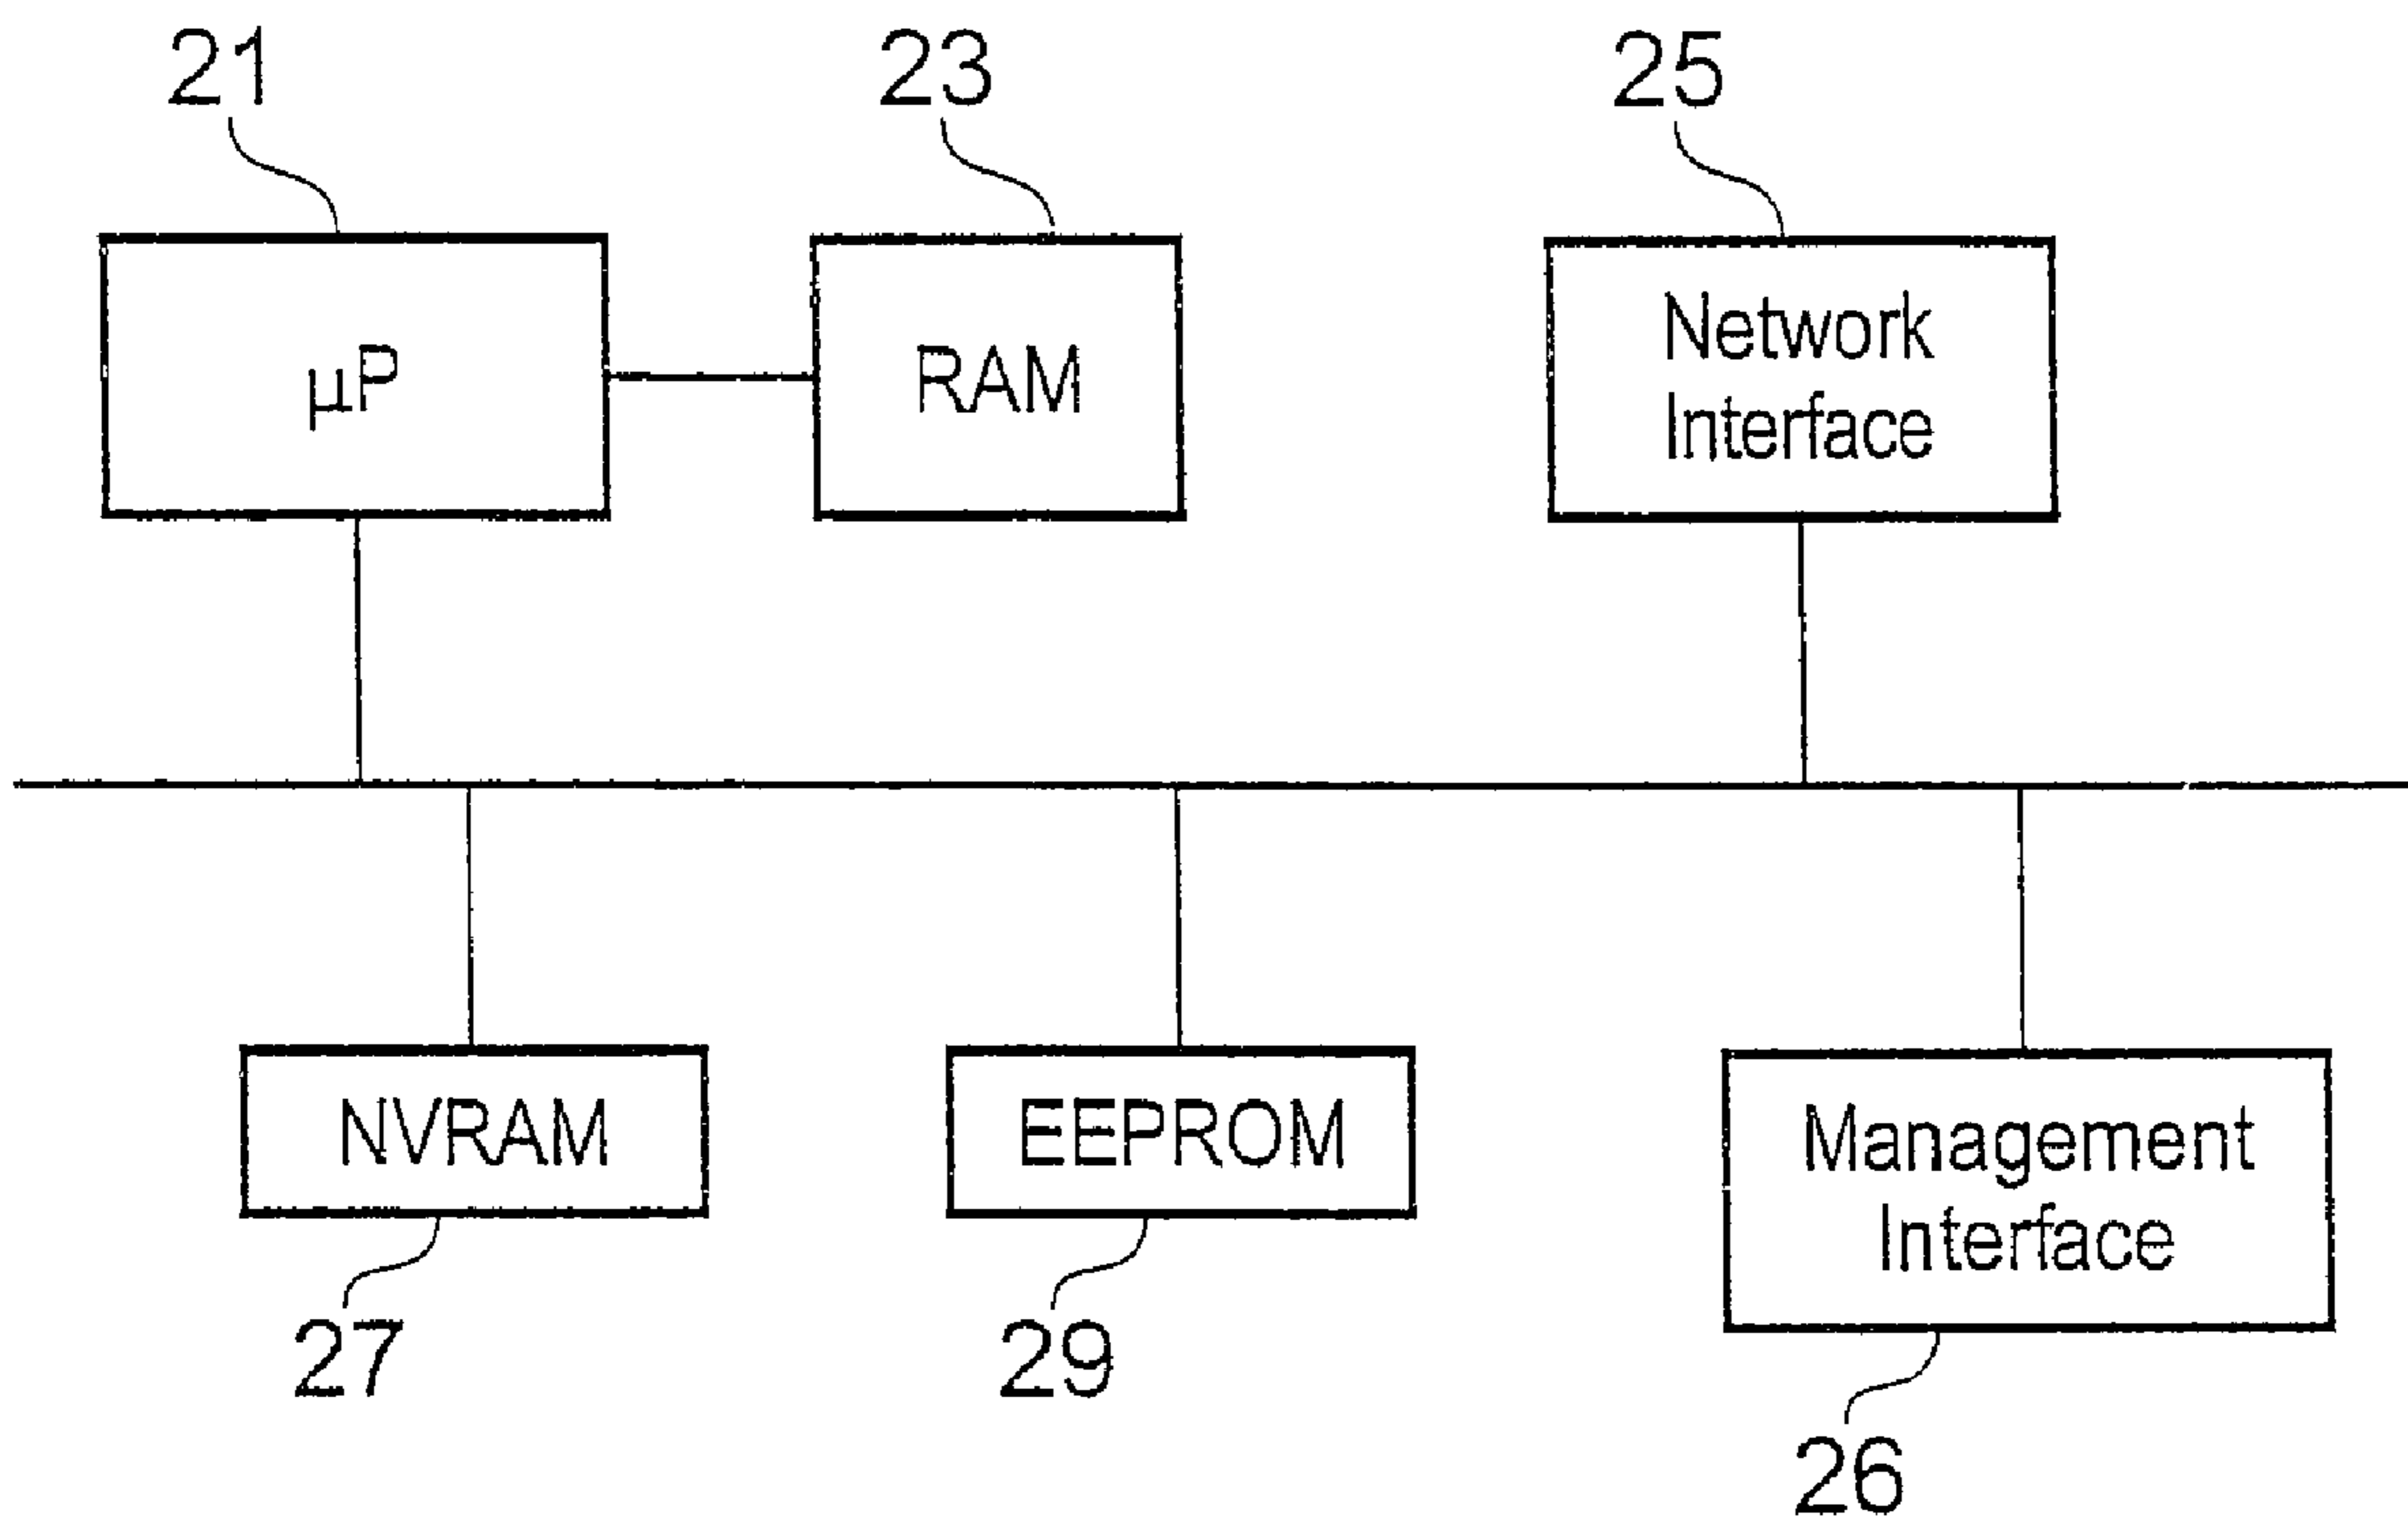 21
23
25
µP
RAM
Network
Interface
NVRAM
EEPROM
Management
Interface
27
29
26